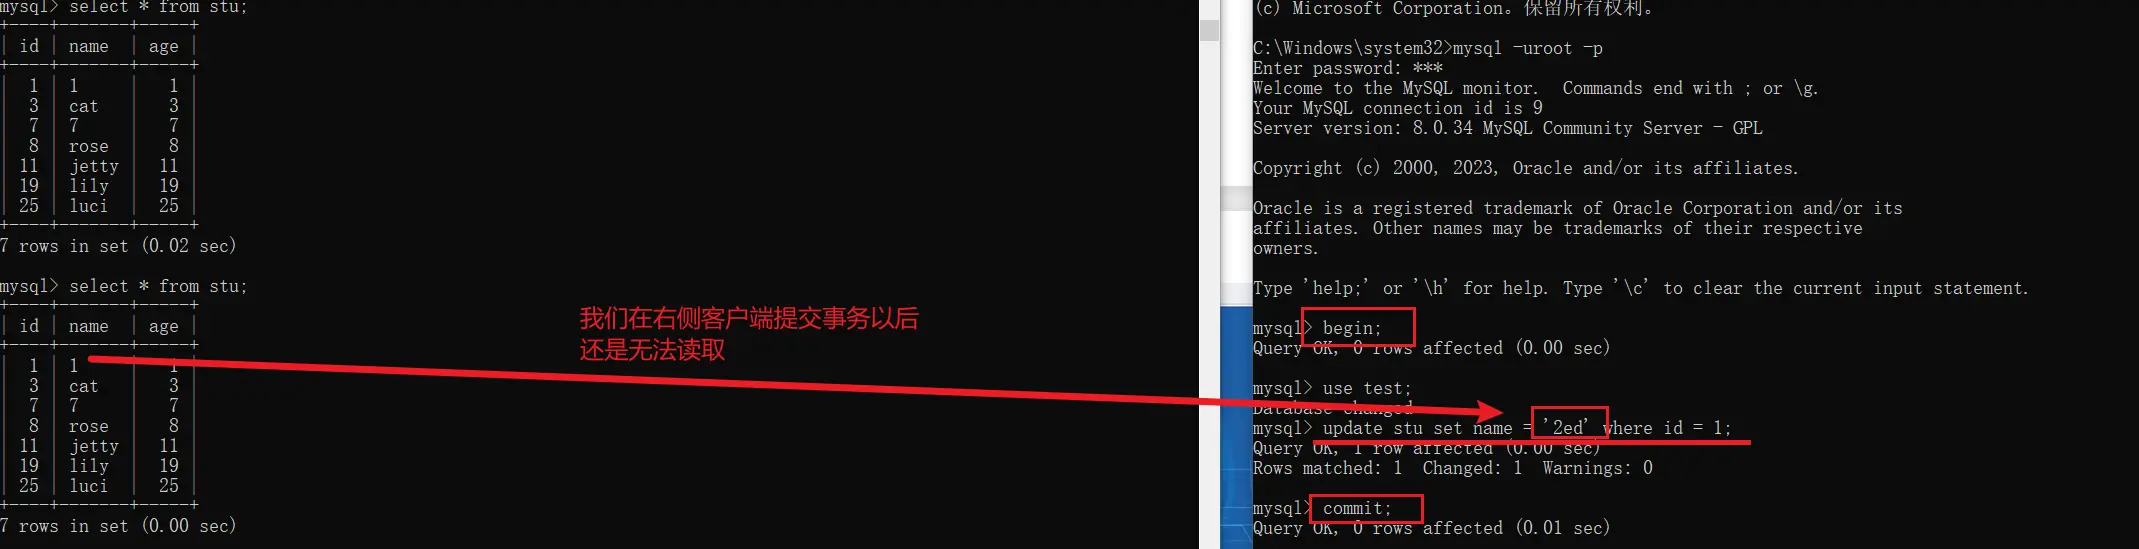 mysql> select * from stu;
+----+-------+-----+
| id | name  | age |
+----+-------+-----+
|  1 | 1     |   1 |
|  3 | cat   |   3 |
|  7 | 7     |   7 |
|  8 | rose  |   8 |
| 11 | jetty |  11 |
| 19 | lily  |  19 |
| 25 | luci  |  25 |
+----+-------+-----+
7 rows in set (0.02 sec)
mysql> select * from stu;
+----+-------+-----+
| id | name  | age |
+----+-------+-----+
|  1 | 1     |   1 |
|  3 | cat   |   3 |
|  7 | 7     |   7 |
|  8 | rose  |   8 |
| 11 | jetty |  11 |
| 19 | lily  |  19 |
| 25 | luci  |  25 |
+----+-------+-----+
7 rows in set (0.00 sec)
我们在右侧客户端提交事务以后
还是无法读取
(c) Microsoft Corporation。保留所有权利。
C:\Windows\system32>mysql -uroot -p
Enter password: ***
Welcome to the MySQL monitor.  Commands end with ; or \g.
Your MySQL connection id is 9
Server version: 8.0.34 MySQL Community Server - GPL
Copyright (c) 2000, 2023, Oracle and/or its affiliates.
Oracle is a registered trademark of Oracle Corporation and/or its
affiliates. Other names may be trademarks of their respective
owners.
Type 'help;' or '\h' for help. Type '\c' to clear the current input statement.
mysql> begin;
Query OK, 0 rows affected (0.00 sec)
mysql> use test;
Database changed
mysql> update stu set name = '2ed' where id = 1;
Query OK, 1 row affected (0.00 sec)
Rows matched: 1  Changed: 1  Warnings: 0
mysql> commit;
Query OK, 0 rows affected (0.01 sec)